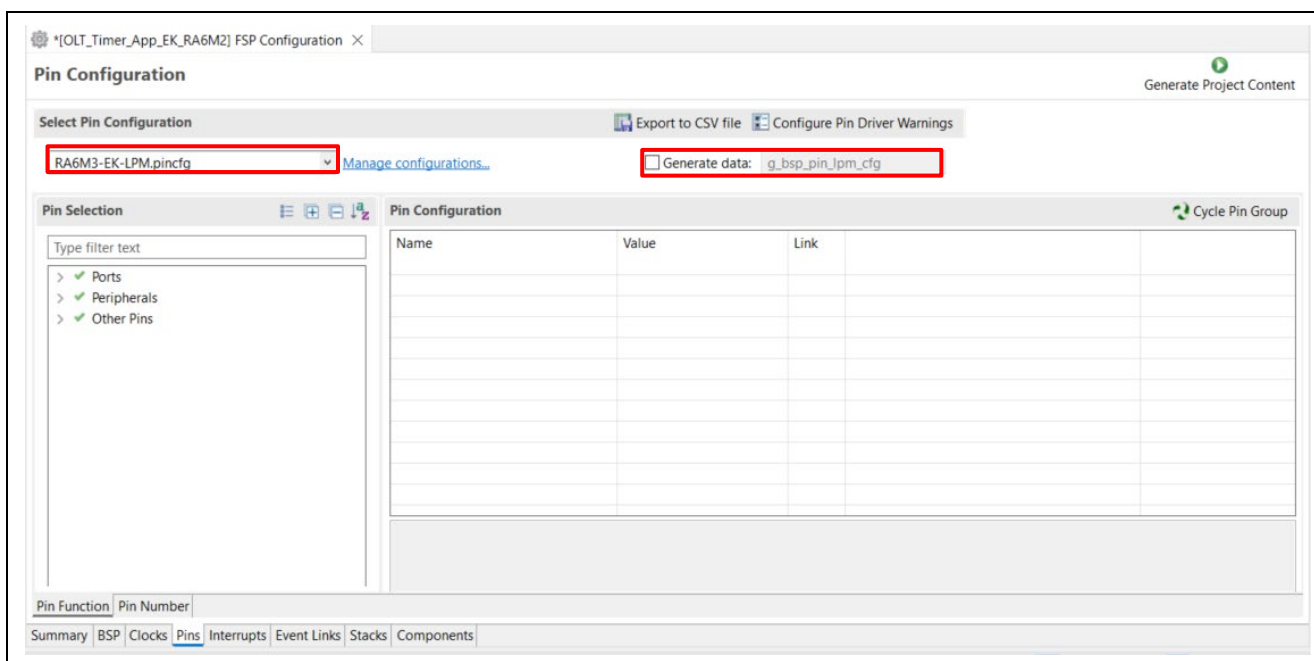 *[OLT_Timer_App_EK_RA6M2] FSP Configuration
Pin Configuration
Generate Project Content
Select Pin Configuration
Export to CSV file
Configure Pin Driver Warnings
RA6M3-EK-LPM.pincfg
Manage configurations...
Generate data: g_bsp_pin_lpm_cfg
Pin Selection
Pin Configuration
Cycle Pin Group
Type filter text
Name Value Link
Ports
Peripherals
Other Pins
Pin Function Pin Number
Summary BSP Clocks Pins Interrupts Event Links Stacks Components